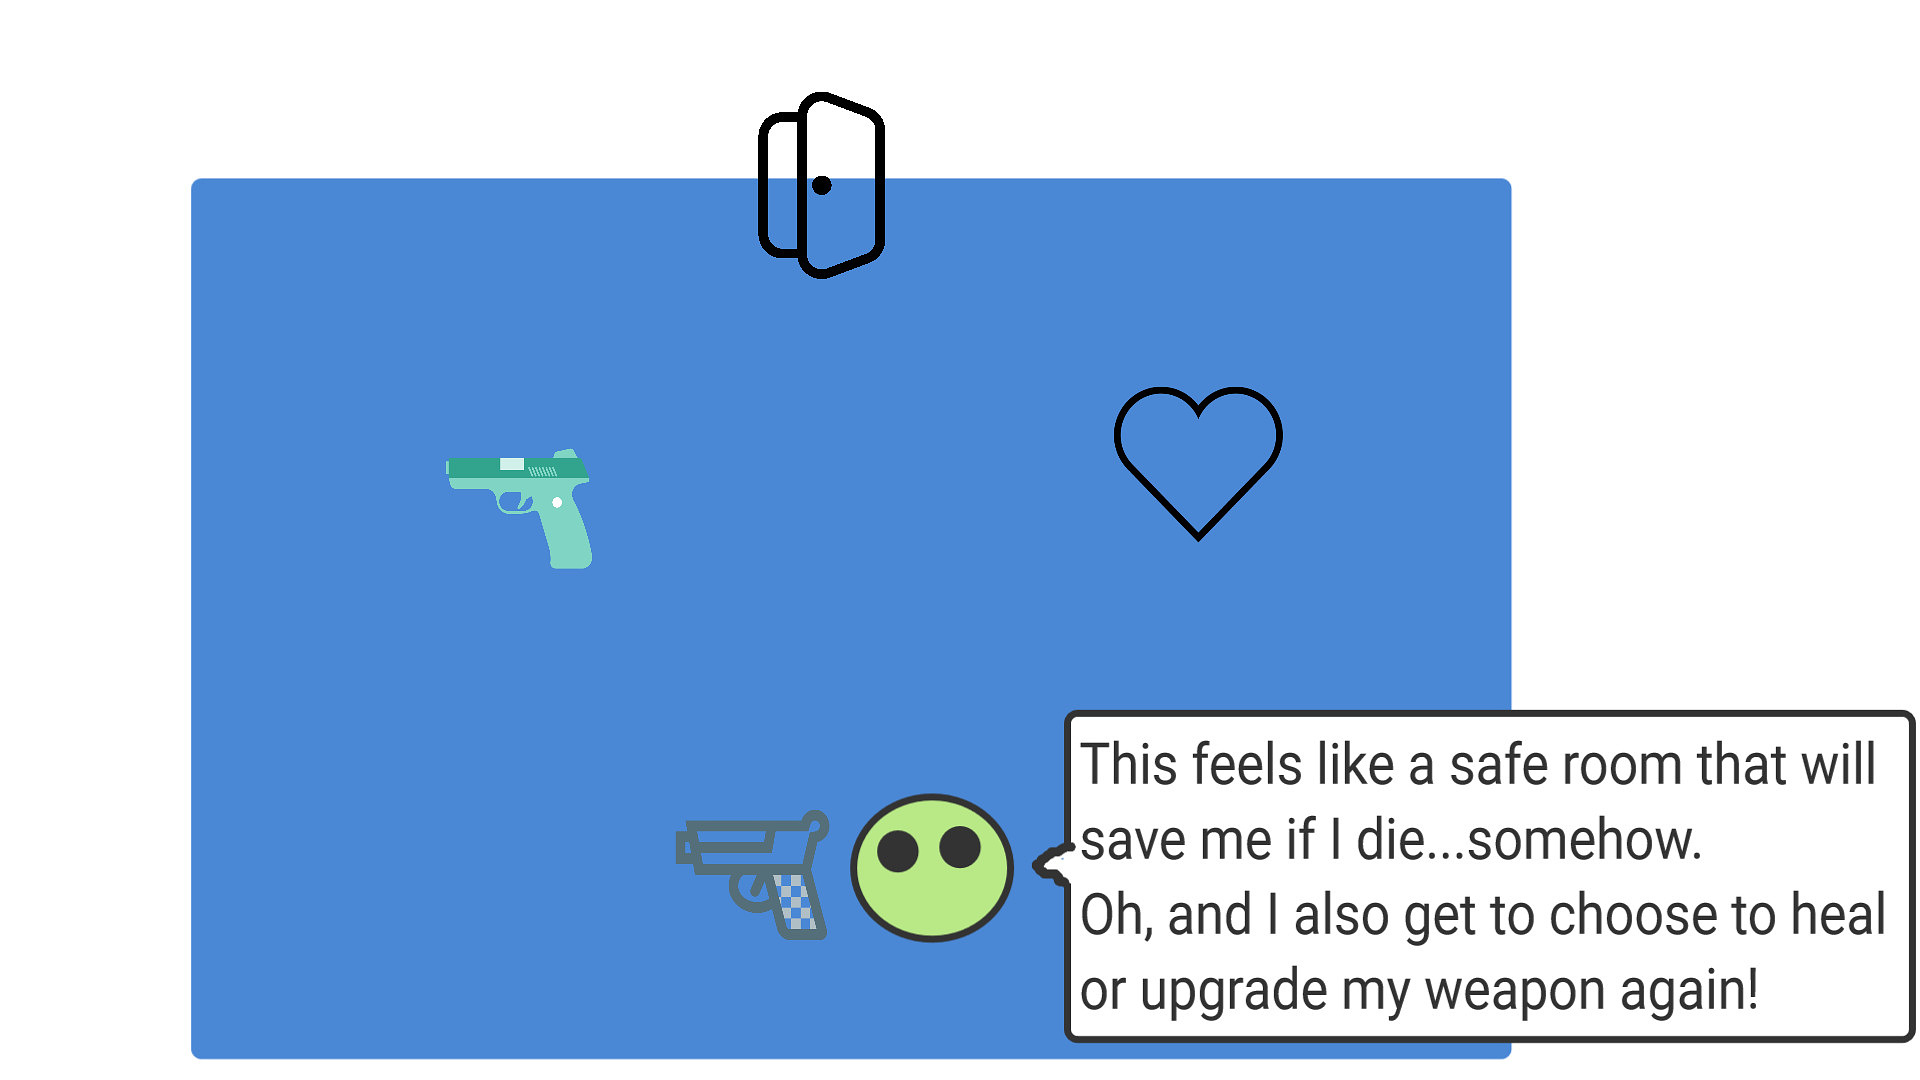 This feels like a safe room that will
save me if I die...somehow.
Oh, and I also get to choose to heal
or upgrade my weapon again!